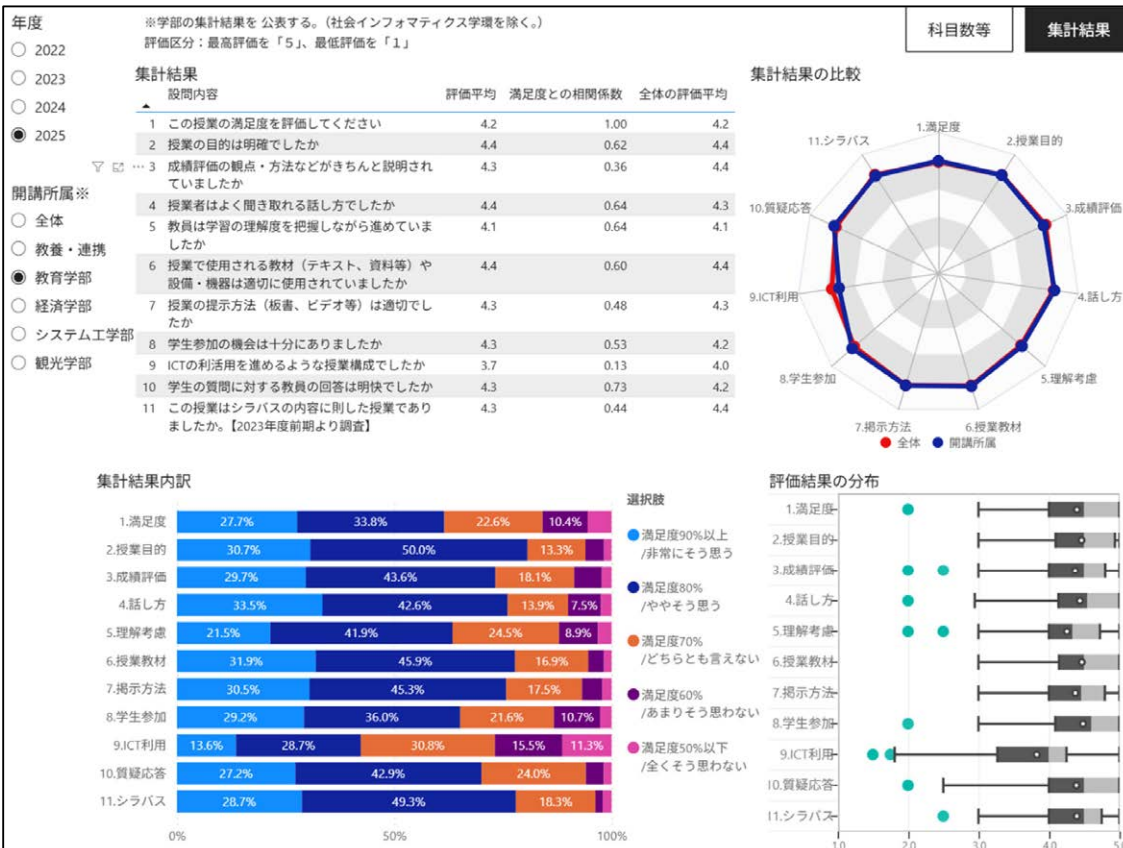 年度
2022
2023
2024
2025
開講所属※
全体
教養・連携
教育学部
経済学部
システム工学部
観光学部
※学部の集計結果を 公表する。（社会インフォマティクス学環を除く。）
評価区分：最高評価を「5」、最低評価を「1」
科目数等
集計結果
集計結果
設問内容 評価平均 満足度との相関係数 全体の評価平均
1 この授業の満足度を評価してください 4.2 1.00 4.2
2 授業の目的は明確でしたか 4.4 0.62 4.4
3 成績評価の観点・方法などがきちんと説明され 4.3 0.36 4.4
ていましたか
4 授業者はよく聞き取れる話し方でしたか 4.4 0.64 4.3
5 教員は学習の理解度を把握しながら進めていま 4.1 0.64 4.1
したか
6 授業で使用される教材（テキスト、資料等）や 4.4 0.60 4.4
設備・機器は適切に使用されていましたか
7 授業の提示方法（板書、ビデオ等）は適切でし 4.3 0.48 4.3
たか
8 学生参加の機会は十分にありましたか 4.3 0.53 4.2
9 ICTの利活用を進めるような授業構成でしたか 3.7 0.13 4.0
10 学生の質問に対する教員の回答は明快でしたか 4.3 0.73 4.2
11 この授業はシラバスの内容に則した授業であり 4.3 0.44 4.4
ましたか。【2023年度前期より調査】
集計結果の比較
1.満足度
2.授業目的
3.成績評価
4.話し方
5.理解考慮
6.授業教材
7.掲示方法
8.学生参加
9.ICT利用
10.質疑応答
11.シラバス
全体 開講所属
集計結果内訳
1.満足度 27.7% 33.8% 22.6% 10.4%
2.授業目的 30.7% 50.0% 13.3%
3.成績評価 29.7% 43.6% 18.1%
4.話し方 33.5% 42.6% 13.9% 7.5%
5.理解考慮 21.5% 41.9% 24.5% 8.9%
6.授業教材 31.9% 45.9% 16.9%
7.掲示方法 30.5% 45.3% 17.5%
8.学生参加 29.2% 36.0% 21.6% 10.7%
9.ICT利用 13.6% 28.7% 30.8% 15.5% 11.3%
10.質疑応答 27.2% 42.9% 24.0%
11.シラバス 28.7% 49.3% 18.3%
0% 50% 100%
選択肢
満足度90%以上
/非常にそう思う
満足度80%
/ややそう思う
満足度70%
/どちらとも言えない
満足度60%
/あまりそう思わない
満足度50%以下
/全くそう思わない
評価結果の分布
1.満足度
2.授業目的
3.成績評価
4.話し方
5.理解考慮
6.授業教材
7.掲示方法
8.学生参加
9.ICT利用
10.質疑応答
11.シラバス
1.0 2.0 3.0 4.0 5.0